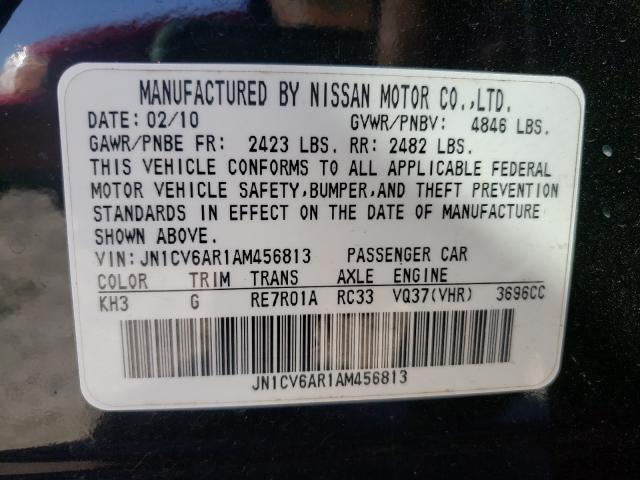 MANUFACTURED BY NISSAN MOTOR CO.,LTD.
DATE: 02/10 GVWR/PNBV: 4846 LBS.
GAWR/PNBE FR: 2423 LBS. RR: 2482 LBS.
THIS VEHICLE CONFORMS TO ALL APPLICABLE FEDERAL
MOTOR VEHICLE SAFETY,BUMPER,AND THEFT PREVENTION
STANDARDS IN EFFECT ON THE DATE OF MANUFACTURE
SHOWN ABOVE.
VIN:JN1CV6AR1AM456813 PASSENGER CAR
COLOR TRIM TRANS AXLE ENGINE
KH3 G RE7R01A RC33 VQ37(VHR) 3696CC
JN1CV6AR1AM456813